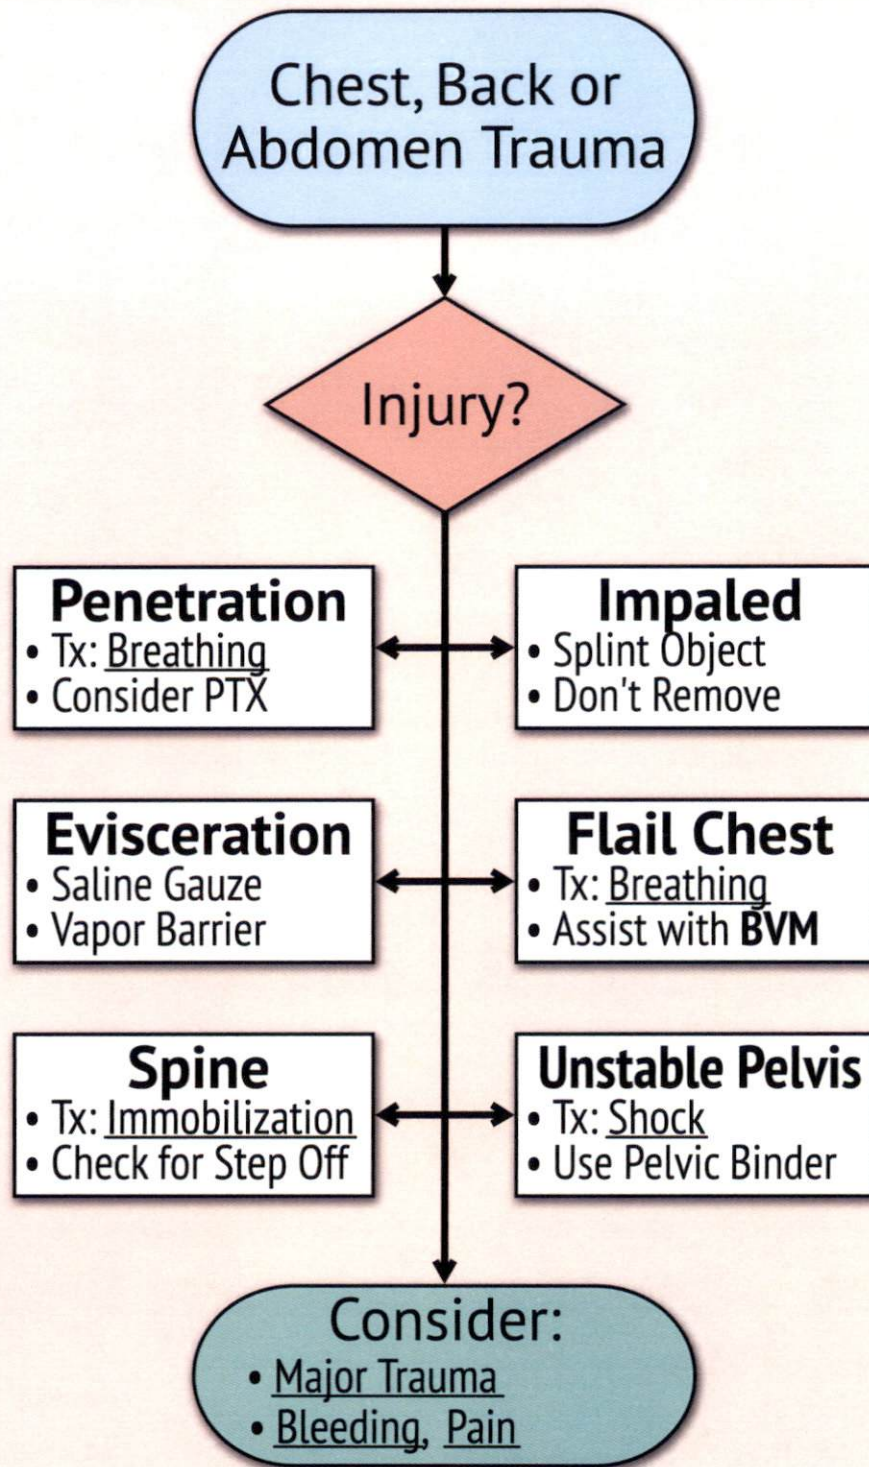 Chest, Back or
Abdomen Trauma
Injury?
Penetration
• Tx: Breathing
• Consider PTX
Impaled
• Splint Object
• Don't Remove
Evisceration
• Saline Gauze
• Vapor Barrier
Flail Chest
• Tx: Breathing
• Assist with BVM
Spine
• Tx: Immobilization
• Check for Step Off
Unstable Pelvis
• Tx: Shock
• Use Pelvic Binder
Consider:
• Major Trauma
• Bleeding, Pain